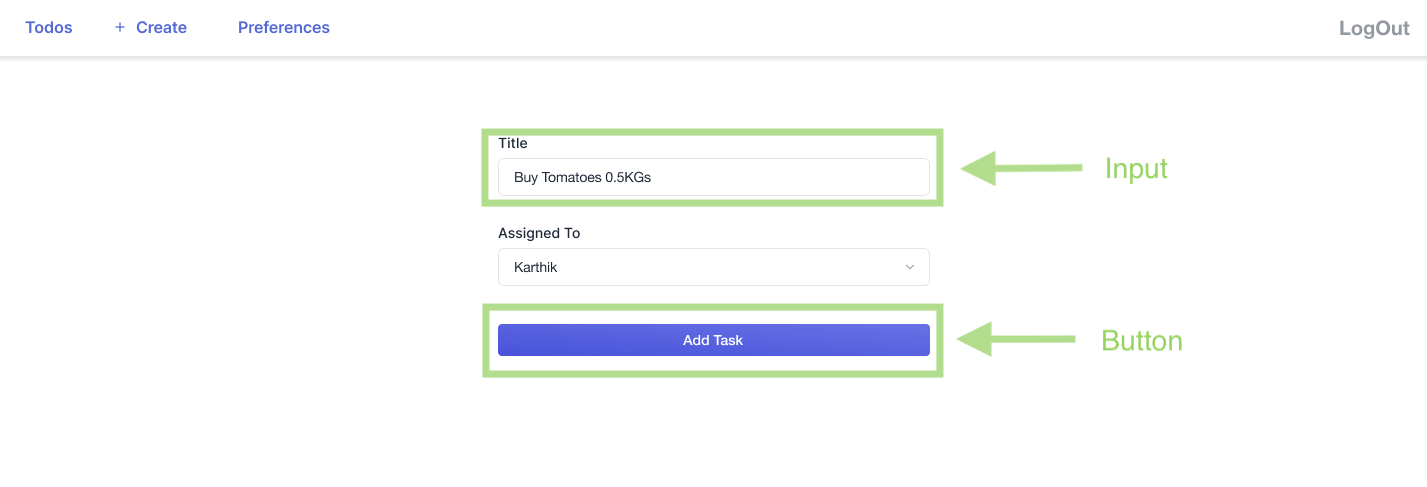 Todos + Create Preferences LogOut
Title
Buy Tomatoes 0.5KGs
Input
Assigned To
Karthik
Add Task
Button